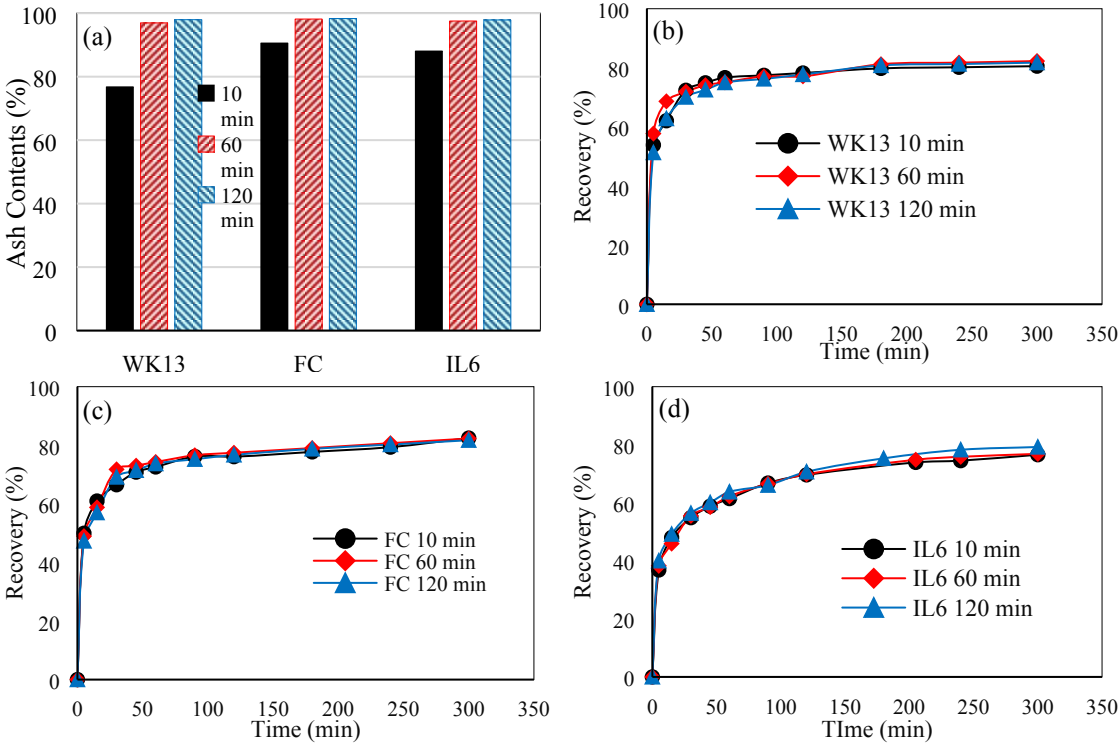 (a)
Ash Contents (%)
100
80
60
40
20
0
10
min
60
min
120
min
WK13 FC IL6
(b)
Recovery (%)
100
80
60
40
20
0
WK13 10 min
WK13 60 min
WK13 120 min
0 50 100 150 200 250 300 350
Time (min)
(c)
Recovery (%)
100
80
60
40
20
0
FC 10 min
FC 60 min
FC 120 min
0 50 100 150 200 250 300 350
Time (min)
(d)
Recovery (%)
100
80
60
40
20
0
IL6 10 min
IL6 60 min
IL6 120 min
0 50 100 150 200 250 300 350
TIme (min)